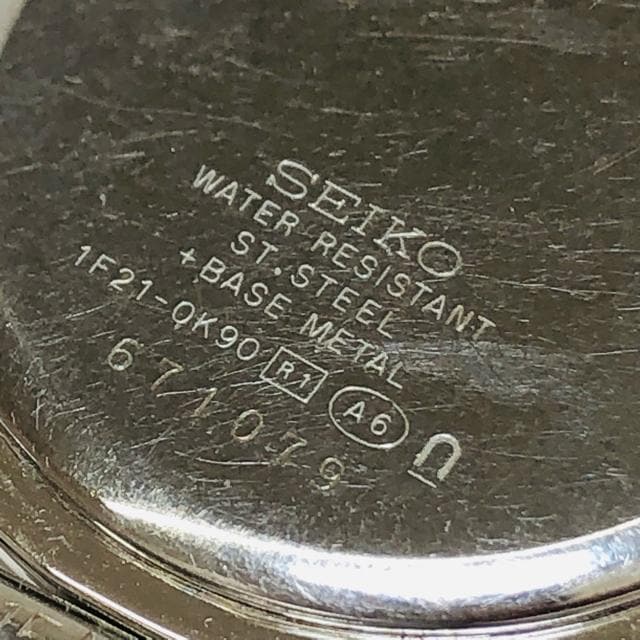 SEIKO
WATER RESISTANT
ST.STEEL
+BASE METAL
1F21-0K90 R1 A6
671079